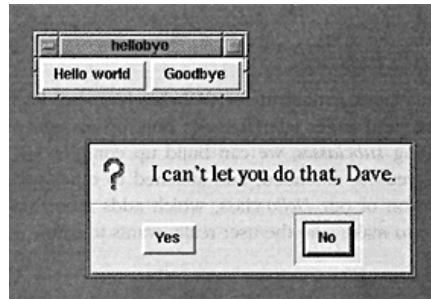 hellobye
Hello world Goodbye
I can't let you do that, Dave.
Yes No